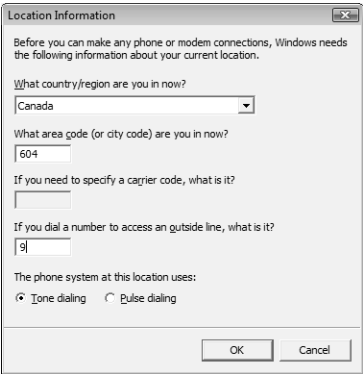 Location Information
Before you can make any phone or modem connections, Windows needs
the following information about your current location.
What country/region are you in now?
Canada
What area code (or city code) are you in now?
604
If you need to specify a carrier code, what is it?
If you dial a number to access an outside line, what is it?
9
The phone system at this location uses:
Tone dialing Pulse dialing
OK Cancel